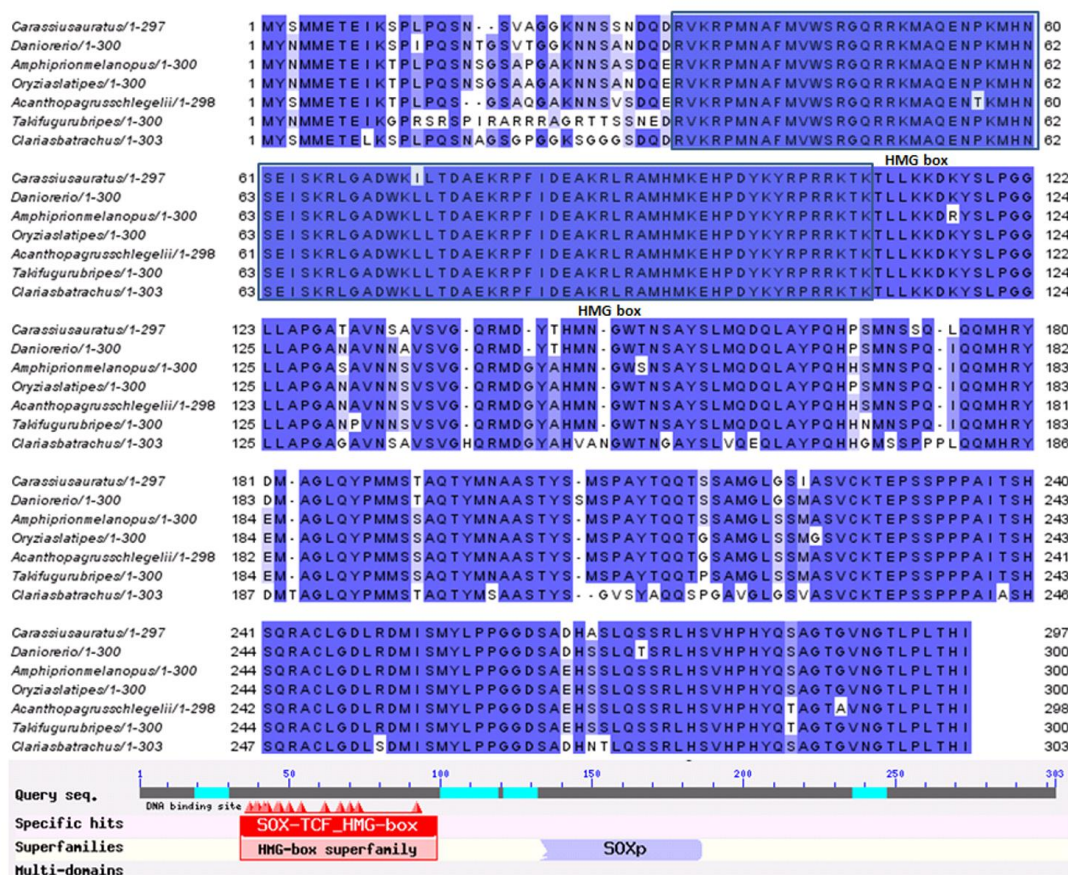 Carassiusauratus/1-297 1 MYSMMETEIKSPLPQSN--SVAGGKNNSSNDQDRVKRPMNAFMVWSRGQRRKMAQENPKMHN 60
Daniorerio/1-300 1 MYNMMETEIKSPIPQSNTGSVTGGKNNSANDQDRVKRPMNAFMVWSRGQRRKMAQENPKMHN 62
Amphiprionmelanopus/1-300 1 MYNMMETEIKTPLPQSNSGSAPGAKNNSASDQERVKRPMNAFMVWSRGQRRKMAQENPKMHN 62
Oryziaslatipes/1-300 1 MYNMMETEIKTPLPQSNSGSAAGAKNNSANDQERVKRPMNAFMVWSRGQRRKMAQENPKMHN 62
Acanthopagrusschlegelii/1-298 1 MYSMMETEIKTPLPQS--GSAQGAKNNSVSDQERVKRPMNAFMVWSRGQRRKMAQENTKMHN 60
Takifugurubripes/1-300 1 MYNMMETEIKGPRSRSPIRARRRAGRTTSSNEDRVKRPMNAFMVWSRGQRRKMAQENPKMHN 62
Clariasbatrachus/1-303 1 MYSMMETELKSPLPQSNAGSGPGGKSGGGSDQDRVKRPMNAFMVWSRGQRRKMAQENPKMHN 62
HMG box
Carassiusauratus/1-297 61 SEISKRLGADWKILTDAEKRPFIDEAKRLRAMHMKEHPDYKYRPRRKTKTLLKKDKYSLPGG 122
Daniorerio/1-300 63 SEISKRLGADWKLLTDAEKRPFIDEAKRLRAMHMKEHPDYKYRPRRKTKTLLKKDKYSLPGG 124
Amphiprionmelanopus/1-300 63 SEISKRLGADWKLLTDAEKRPFIDEAKRLRAMHMKEHPDYKYRPRRKTKTLLKKDRYSLPGG 124
Oryziaslatipes/1-300 63 SEISKRLGADWKLLTDAEKRPFIDEAKRLRAMHMKEHPDYKYRPRRKTKTLLKKDKYSLPGG 124
Acanthopagrusschlegelii/1-298 61 SEISKRLGADWKLLTDAEKRPFIDEAKRLRAMHMKEHPDYKYRPRRKTKTLLKKDKYSLPGG 122
Takifugurubripes/1-300 63 SEISKRLGADWKLLTDAEKRPFIDEAKRLRAMHMKEHPDYKYRPRRKTKTLLKKDKYSLPGG 124
Clariasbatrachus/1-303 63 SEISKRLGADWKLLTDAEKRPFIDEAKRLRAMHMKEHPDYKYRPRRKTKTLLKKDKYSLPGG 124
HMG box
Carassiusauratus/1-297 123 LLAPGATAVNSAVSVG-QRMD-YTHMN-GWTNSAYSLMQDQLAYPQHPSMNSSQ-LQQMHRY 180
Daniorerio/1-300 125 LLAPGANAVNNAVSVG-QRMD-YTHMN-GWTNSAYSLMQDQLAYPQHPSMNSPQ-IQQMHRY 182
Amphiprionmelanopus/1-300 125 LLAPGASAVNNSVSVG-QRMDGYAHMN-GWSNSAYSLMQDQLAYPQHHSMNSPQ-IQQMHRY 183
Oryziaslatipes/1-300 125 LLAPGANAVNNSVSVG-QRMDGYAHMN-GWTNSAYSLMQDQLAYPQHPSMNSPQ-IQQMHRY 183
Acanthopagrusschlegelii/1-298 123 LLAPGANAVNNSVSVG-QRMDGYAHMN-GWTNSAYSLMQDQLAYPQHHSMNSPQ-IQQMHRY 181
Takifugurubripes/1-300 125 LLAPGANPVNNSVSVG-QRMDGYAHMN-GWTNSAYSLMQDQLAYPQHHNMNSPQ-IQQMHRY 183
Clariasbatrachus/1-303 125 LLAPGAGAVNSAVSVGHQRMDGYAHVANGWTNGAYSLVQEQLAYPQHHGMSSPPPLQQMHRY 186
Carassiusauratus/1-297 181 DM-AGLQYPMMSTAQTYMNAASTYS-MSPAYTQQTSSAMGLGSIASVCKTEPSSPPPAITSH 240
Daniorerio/1-300 183 DM-AGLQYPMMSTAQTYMNAASTYSSMSPAYTQQTSSAMGLGSMASVCKTEPSSPPPAITSH 243
Amphiprionmelanopus/1-300 184 EM-AGLQYPMMSSAQTYMNAASTYS-MSPAYTQQTSSAMGLSSMASVCKTEPSSPPPAITSH 243
Oryziaslatipes/1-300 184 EM-AGLQYPMMSSAQTYMNAASTYS-MSPAYTQQTGSAMGLSSMGSVCKTEPSSPPPAITSH 243
Acanthopagrusschlegelii/1-298 182 EM-AGLQYPMMSSAQTYMNAASTYS-MSPAYTQQTGSAMGLSSMASVCKTEPSSPPPAITSH 241
Takifugurubripes/1-300 184 EM-AGLQYPMMSSAQTYMNAASTYS-MSPAYTQQTPSAMGLSSMASVCKTEPSSPPPAITSH 243
Clariasbatrachus/1-303 187 DMTAGLQYPMMSTAQTYMSAASTYS--GVSYAQQSPGAVGLGSVASVCKTEPSSPPPAIASH 246
Carassiusauratus/1-297 241 SQRACLGDLRDMISMYLPPGGDSADHASLQSSRLHSVHPHYQSAGTGVNGTLPLTHI 297
Daniorerio/1-300 244 SQRACLGDLRDMISMYLPPGGDSADHSSLQTSRLHSVHPHYQSAGTGVNGTLPLTHI 300
Amphiprionmelanopus/1-300 244 SQRACLGDLRDMISMYLPPGGDSAEHSSLQSSRLHSVHPHYQSAGTGVNGTLPLTHI 300
Oryziaslatipes/1-300 244 SQRACLGDLRDMISMYLPPGGDSAEHSSLQSSRLHSVHPHYQSAGTGVNGTLPLTHI 300
Acanthopagrusschlegelii/1-298 242 SQRACLGDLRDMISMYLPPGGDSAEHSSLQSSRLHSVHPHYQTAGTAVNGTLPLTHI 298
Takifugurubripes/1-300 244 SQRACLGDLRDMISMYLPPGGDSAEHSSLQSSRLHSVHPHYQTAGTGVNGTLPLTHI 300
Clariasbatrachus/1-303 247 SQRACLGDLSDMISMYLPPGGDSADHNTLQSSRLHSVHPHYQSAGTGVNGTLPLTHI 303
1 50 100 150 200 250 303
Query seq.
DNA binding site
Specific hits SOX-TCF_HMG-box
Superfamilies HMG-box superfamily SOXp
Multi-domains